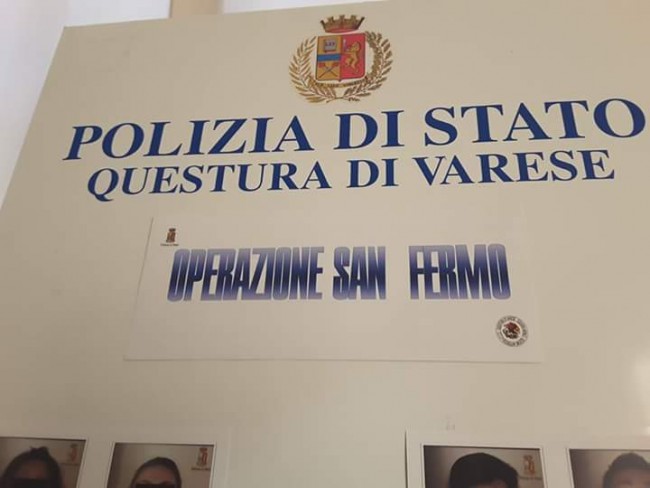 POLIZIA DI STATO
QUESTURA DI VARESE
OPERAZIONE SAN FERMO